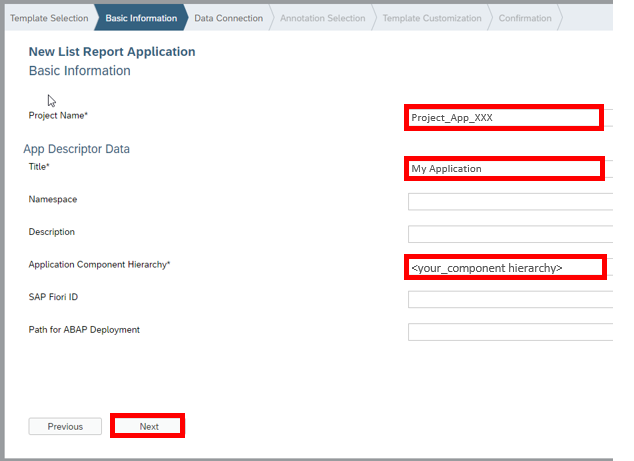 Template Selection Basic Information Data Connection Annotation Selection Template Customization Confirmation
New List Report Application
Basic Information
Project Name* Project_App_XXX
App Descriptor Data
Title* My Application
Namespace
Description
Application Component Hierarchy* <your_component hierarchy>
SAP Fiori ID
Path for ABAP Deployment
Previous Next